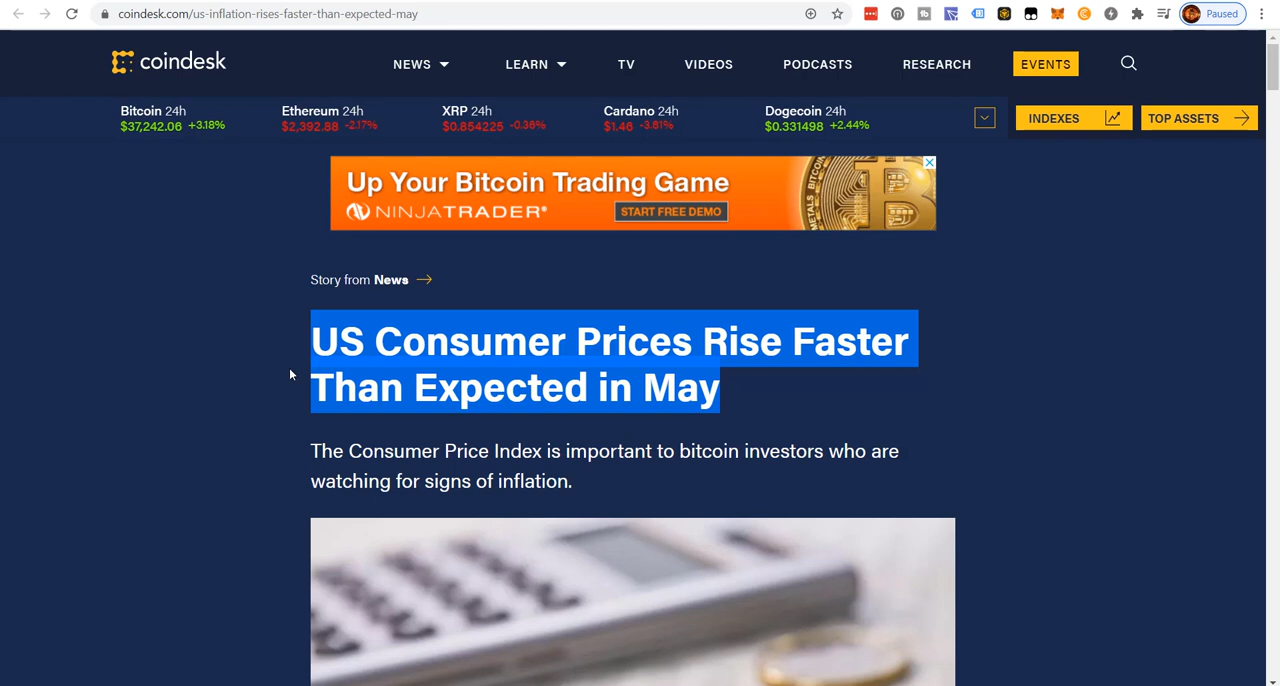 coindesk.com/us-inflation-rises-faster-than-expected-may
Paused
coindesk
NEWS LEARN TV VIDEOS PODCASTS RESEARCH EVENTS
Bitcoin 24h Ethereum 24h XRP 24h Cardano 24h Dogecoin 24h
$37,242.06 +3.18% $2,392.88 -2.17% $0.854225 -0.36% $1.46 -3.81% $0.331498 +2.44%
INDEXES TOP ASSETS
Up Your Bitcoin Trading Game
NINJATRADER® START FREE DEMO
METALS BITCOIN
Story from News
US Consumer Prices Rise Faster
Than Expected in May
The Consumer Price Index is important to bitcoin investors who are
watching for signs of inflation.